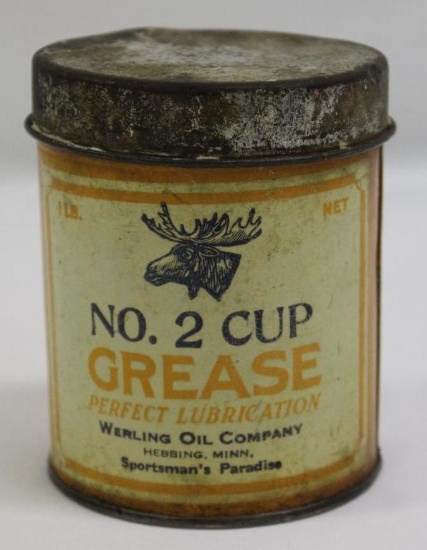 1 LB. NET
NO. 2 CUP
GREASE
PERFECT LUBRICATION
WERLING OIL COMPANY
HEBBING, MINN,
Sportsman's Paradise